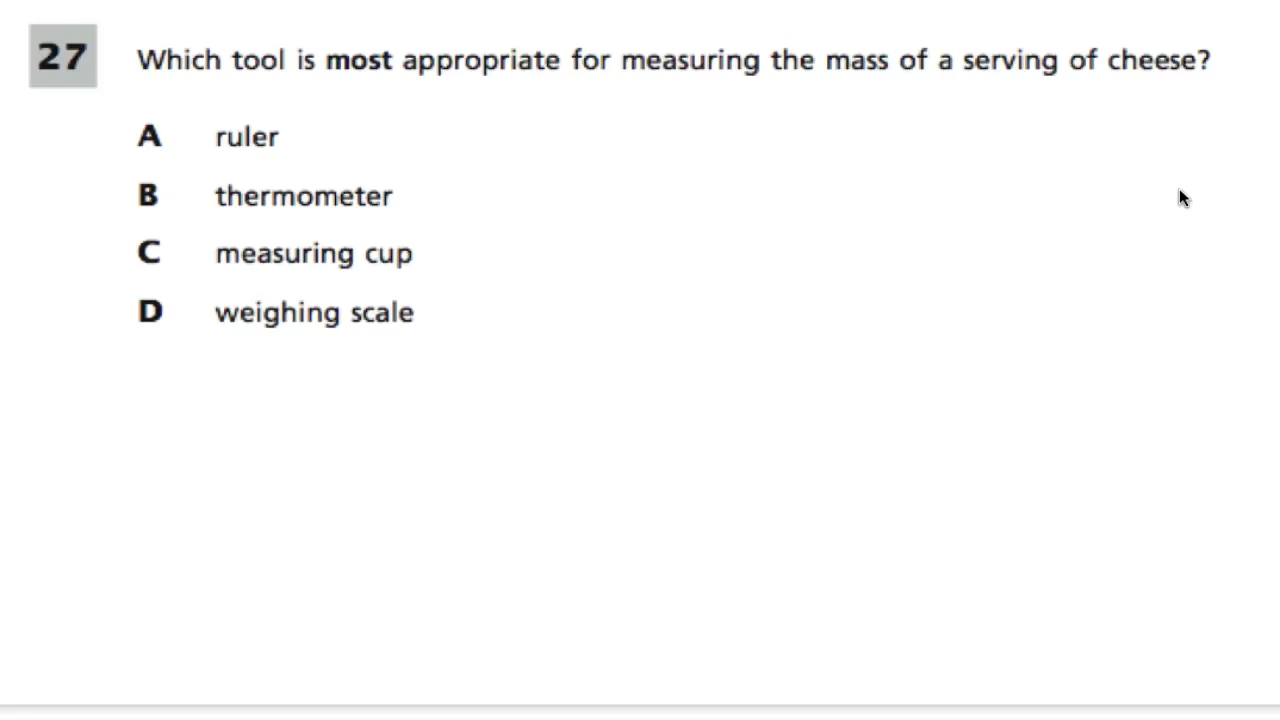 27 Which tool is most appropriate for measuring the mass of a serving of cheese?
A ruler
B thermometer
C measuring cup
D weighing scale